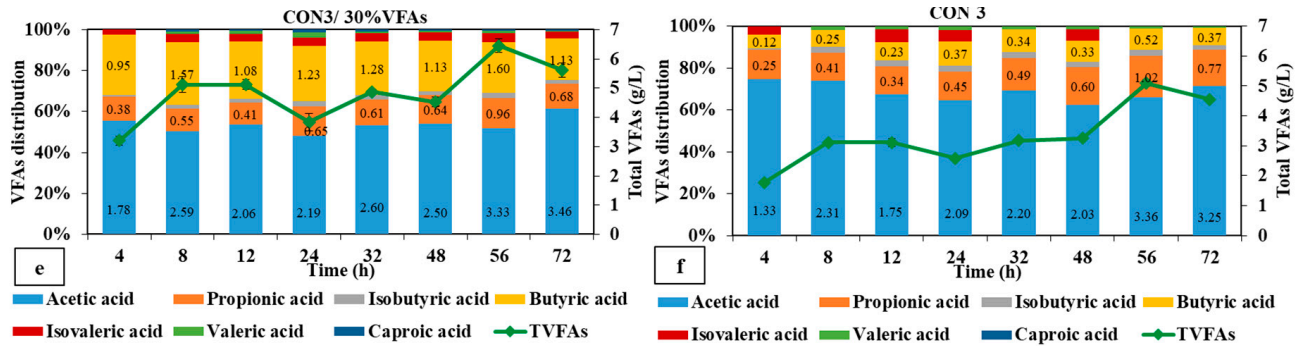 CON3/ 30%VFAs
VFAs distribution
100%
80%
60%
40%
20%
0%
0.95 1.57 1.08 1.23 1.28 1.13 1.60 1.13
0.38 0.55 0.41 0.65 0.61 0.64 0.96 0.68
1.78 2.59 2.06 2.19 2.60 2.50 3.33 3.46
7
6
5
4
3
2
1
0
Total VFAs (g/L)
4 8 12 24 32 48 56 72
Time (h)
e
Acetic acid Propionic acid Isobutyric acid Butyric acid
Isovaleric acid Valeric acid Caproic acid TVFAs
CON 3
VFAs distribution
100%
80%
60%
40%
20%
0%
0.12 0.25 0.23 0.37 0.34 0.33 0.52 0.37
0.25 0.41 0.34 0.45 0.49 0.60 1.02 0.77
1.33 2.31 1.75 2.09 2.20 2.03 3.36 3.25
7
6
5
4
3
2
1
0
Total VFAs (g/L)
4 8 12 24 32 48 56 72
Time (h)
f
Acetic acid Propionic acid Isobutyric acid Butyric acid
Isovaleric acid Valeric acid Caproic acid TVFAs